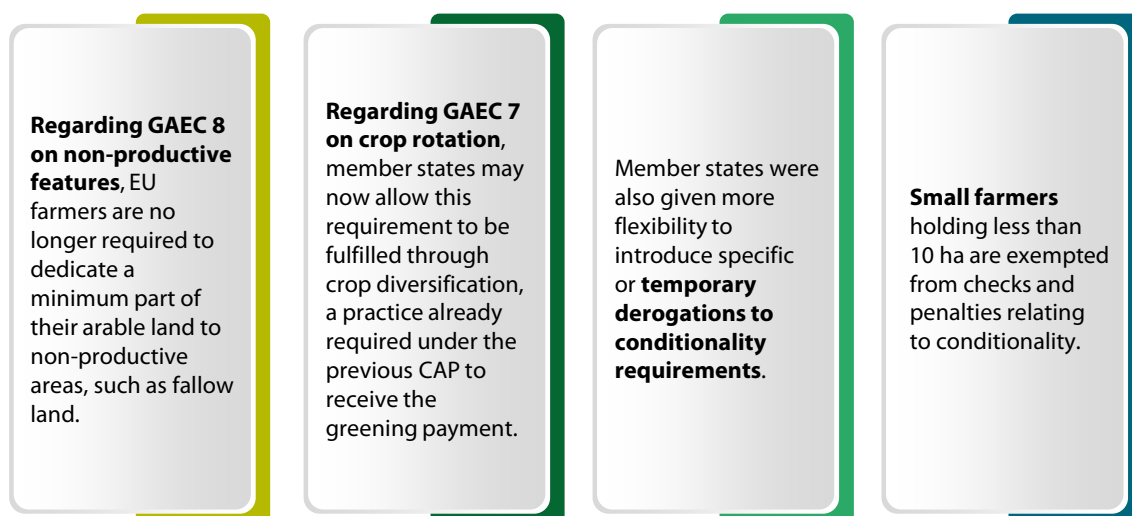 Regarding GAEC 8
on non-productive
features, EU
farmers are no
longer required to
dedicate a
minimum part of
their arable land to
non-productive
areas, such as fallow
land.
Regarding GAEC 7
on crop rotation,
member states may
now allow this
requirement to be
fulfilled through
crop diversification,
a practice already
required under the
previous CAP to
receive the
greening payment.
Member states were
also given more
flexibility to
introduce specific
or temporary
derogations to
conditionality
requirements.
Small farmers
holding less than
10 ha are exempted
from checks and
penalties relating
to conditionality.